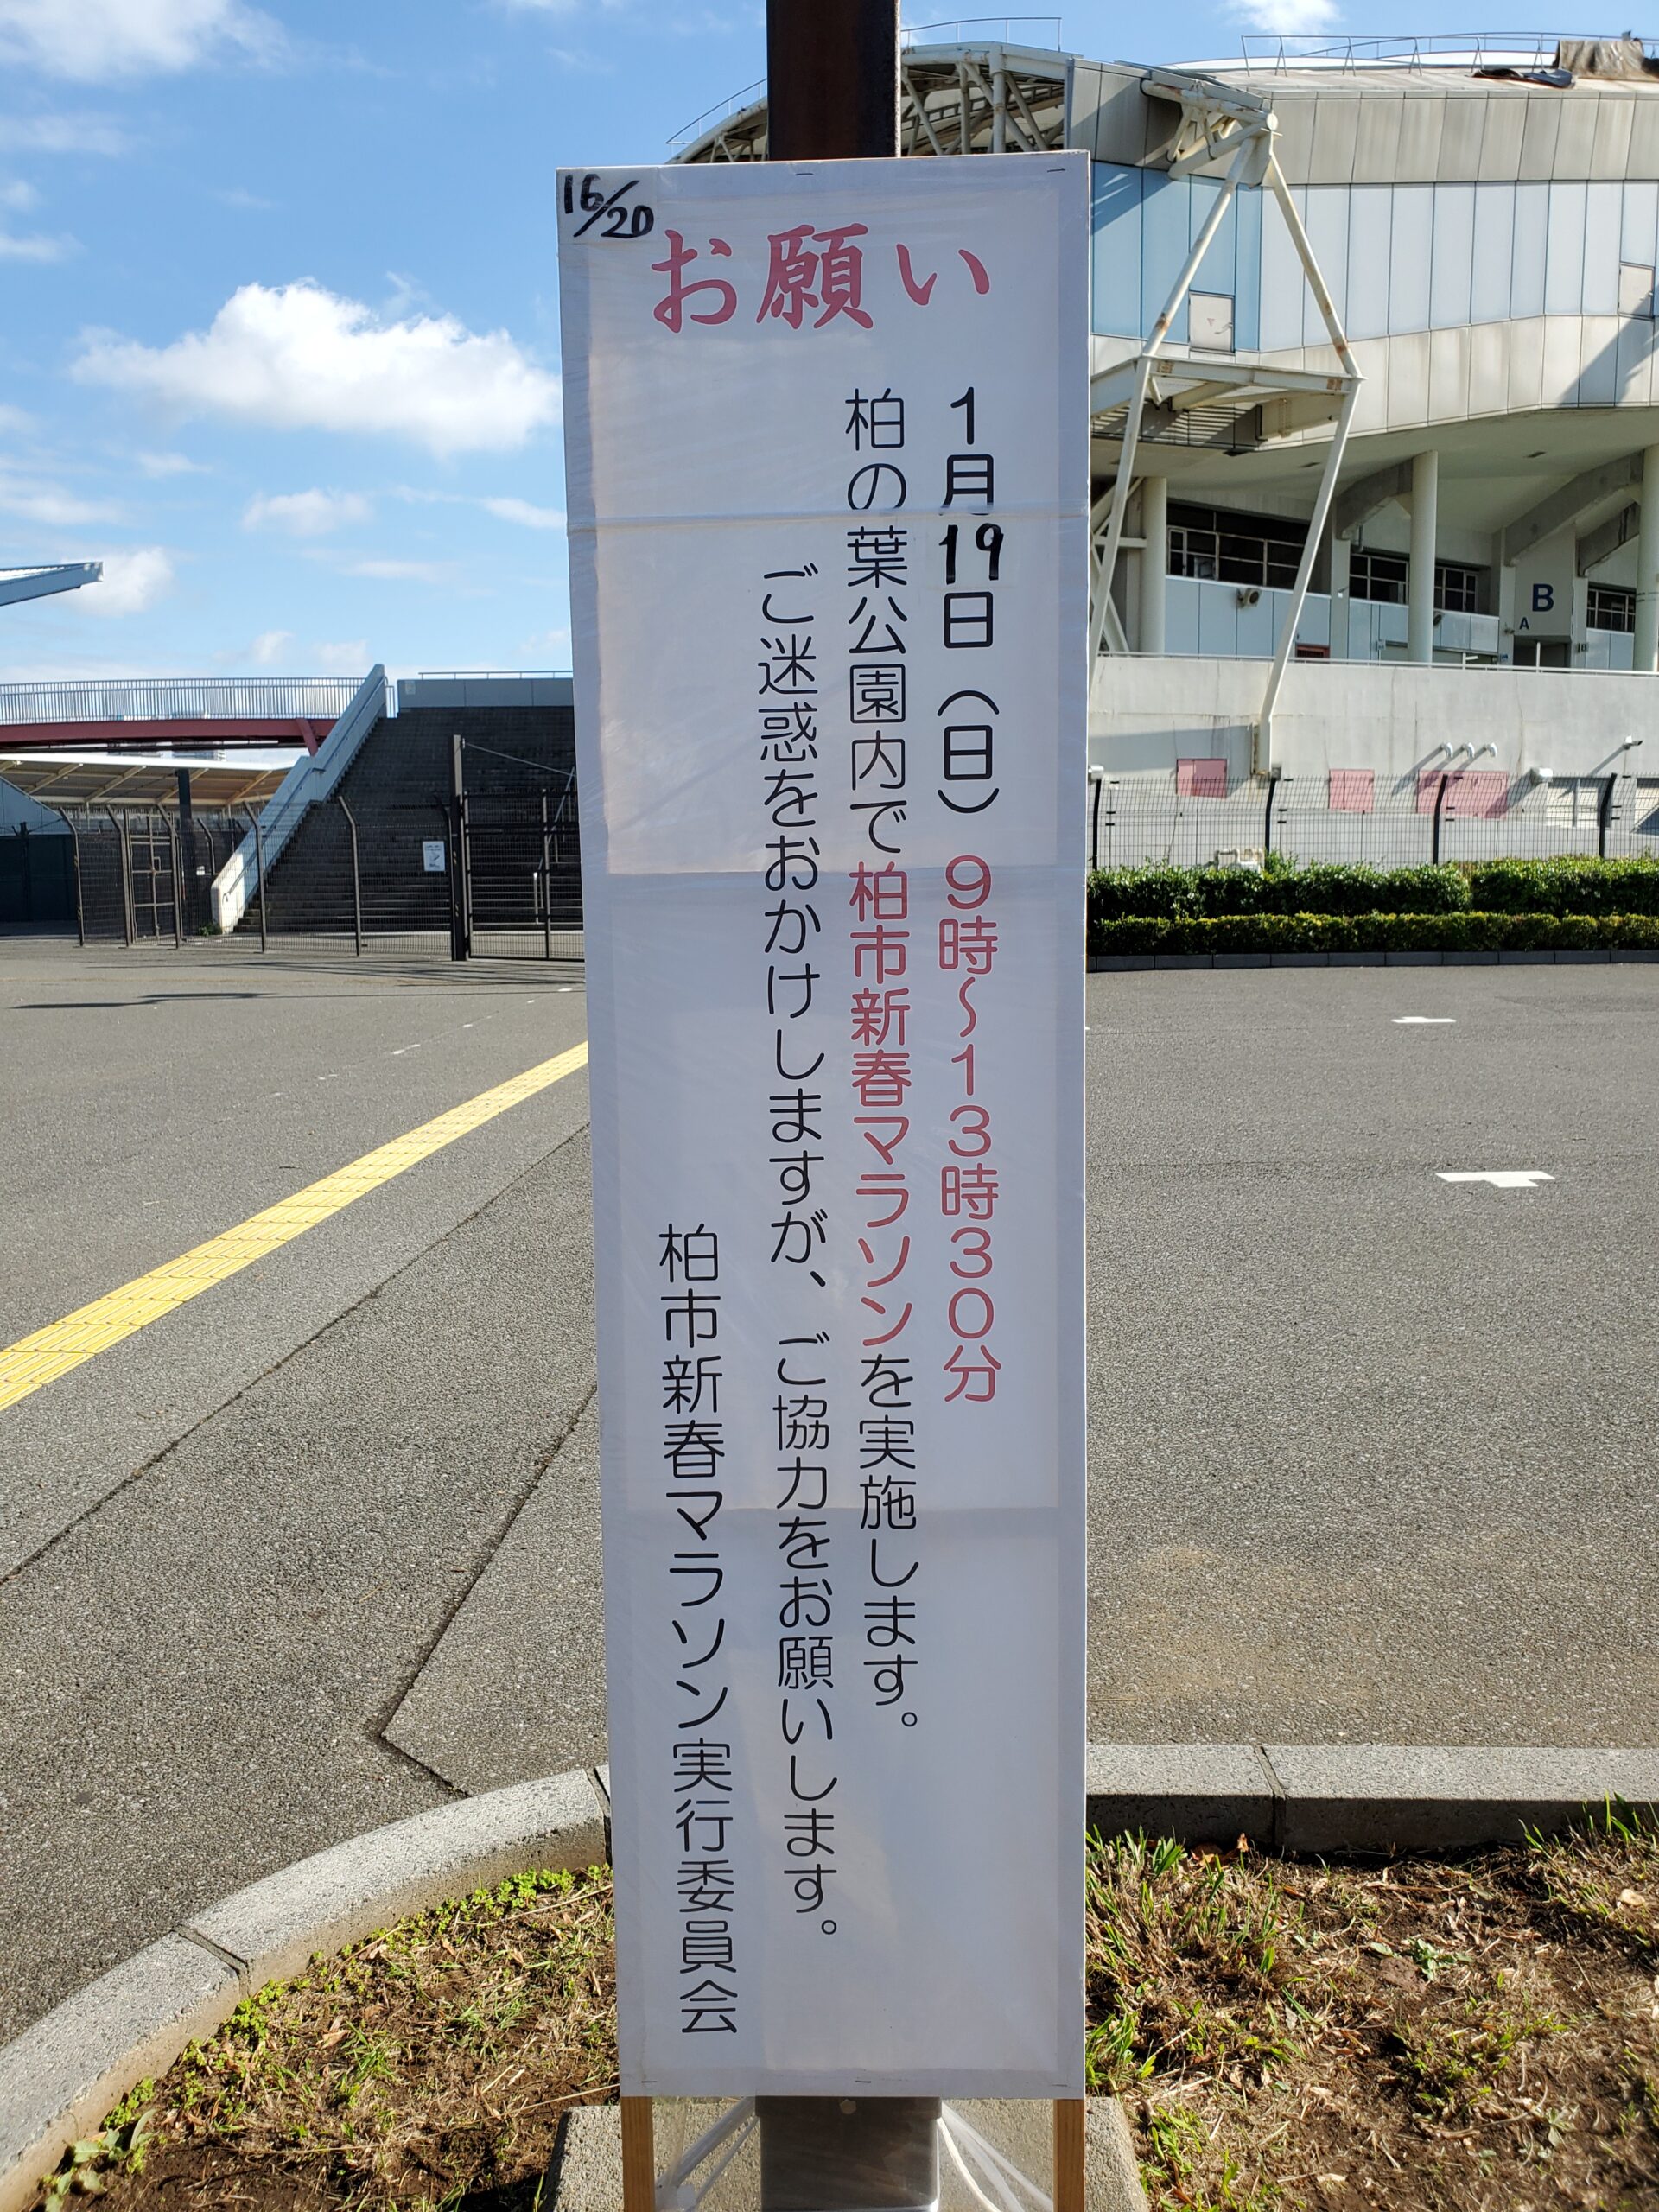 16/20
お願い
1月19日（日）9時～13時30分
柏の葉公園内で柏市新春マラソンを実施します。
ご迷惑をおかけしますが、ご協力をお願いします。
柏市新春マラソン実行委員会
B
A